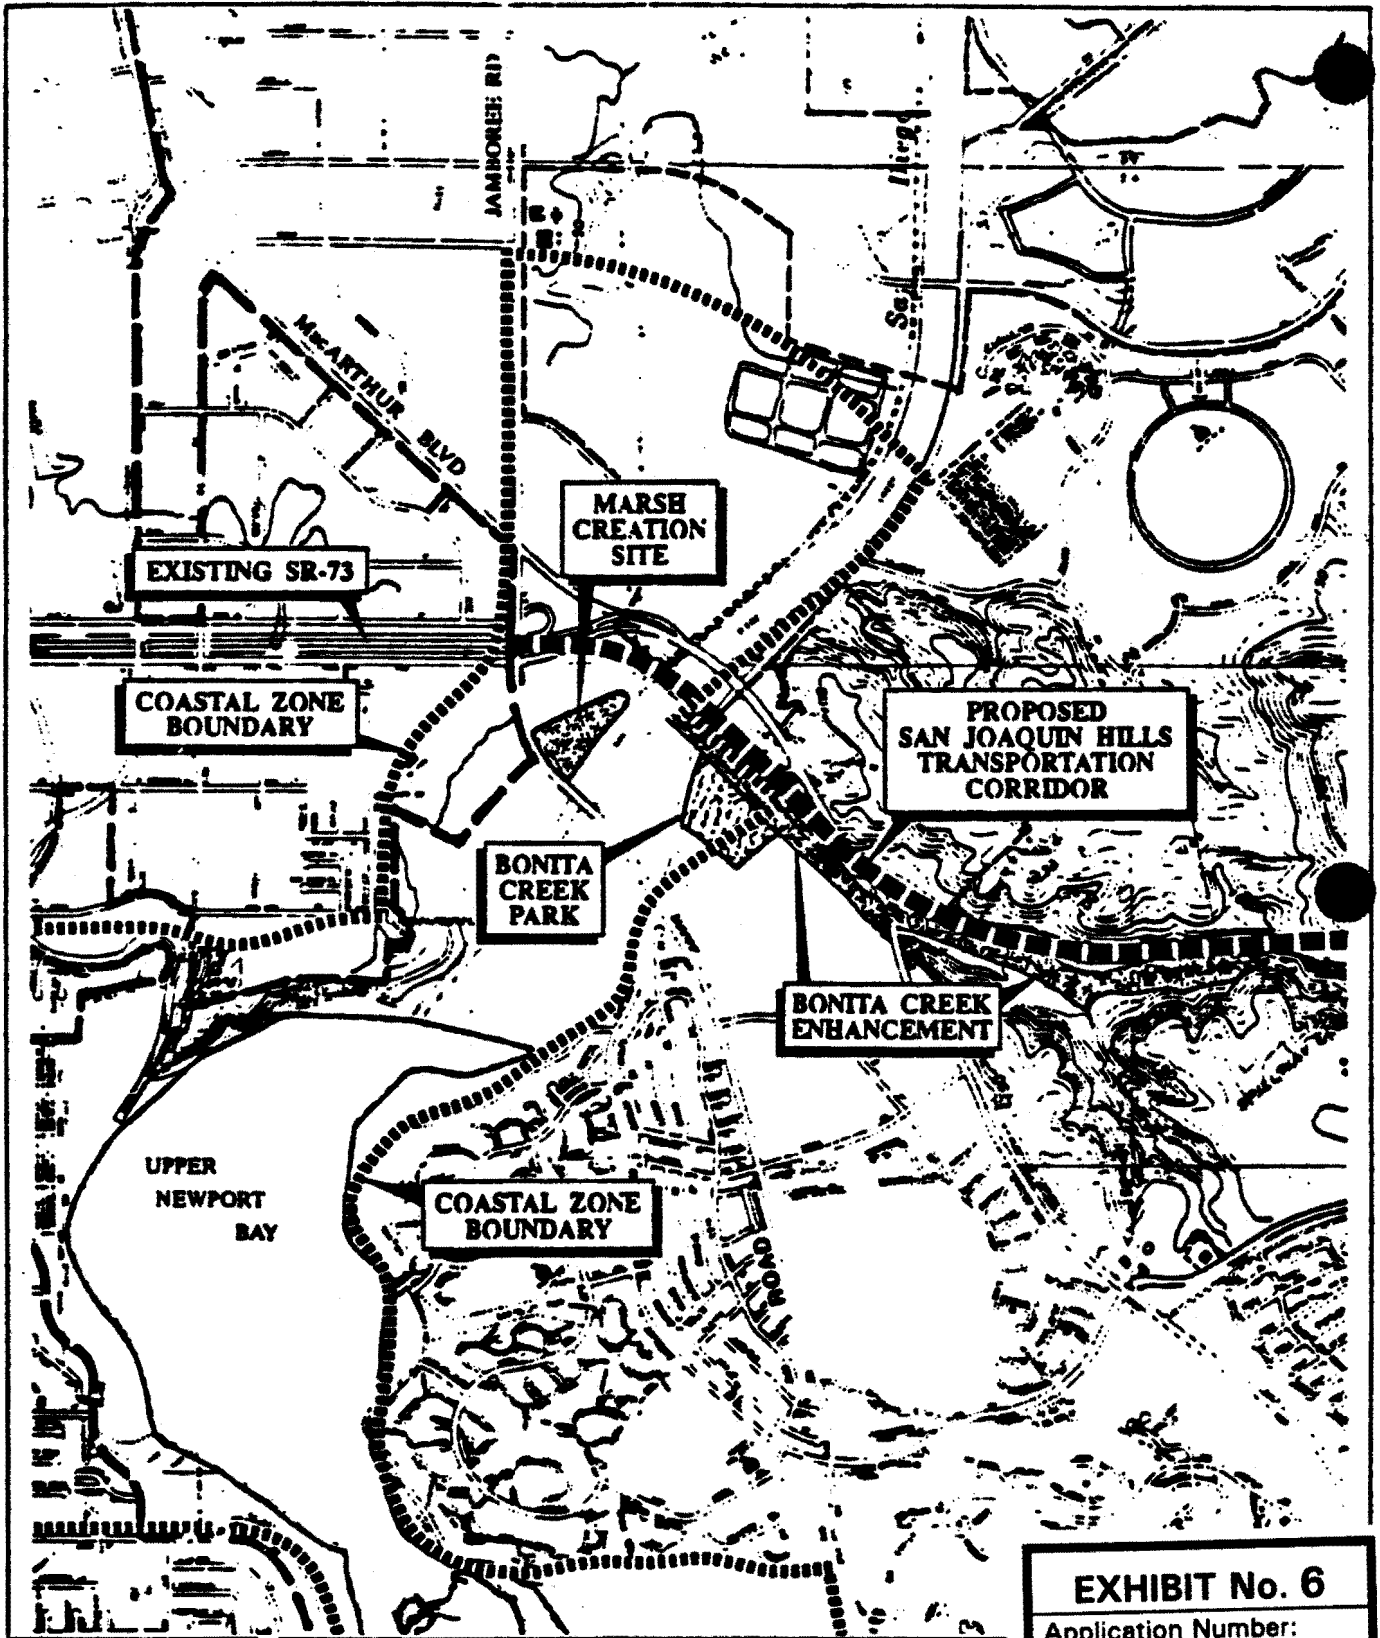 JAMBOREE RD
MacARTHUR BLVD
MARSH
CREATION
SITE
EXISTING SR-73
COASTAL ZONE
BOUNDARY
PROPOSED
SAN JOAQUIN HILLS
TRANSPORTATION
CORRIDOR
BONITA
CREEK
PARK
BONITA CREEK
ENHANCEMENT
UPPER
NEWPORT
BAY
COASTAL ZONE
BOUNDARY
ROAD
EXHIBIT No. 6
Application Number: